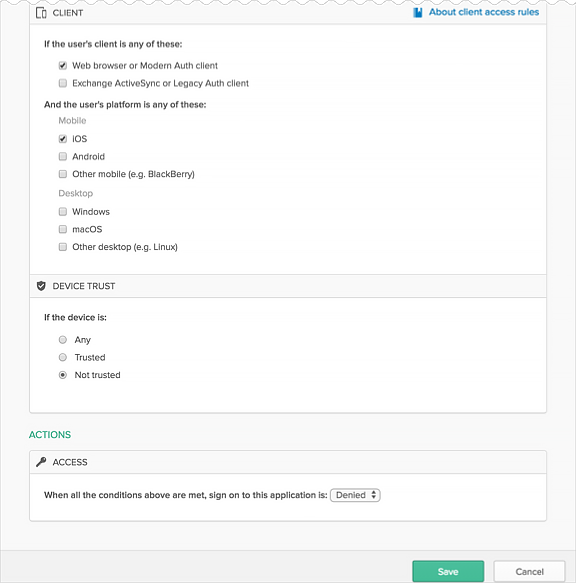 CLIENT
About client access rules
If the user's client is any of these:
Web browser or Modern Auth client
Exchange ActiveSync or Legacy Auth client
And the user's platform is any of these:
Mobile
iOS
Android
Other mobile (e.g. BlackBerry)
Desktop
Windows
macOS
Other desktop (e.g. Linux)
DEVICE TRUST
If the device is:
Any
Trusted
Not trusted
ACTIONS
ACCESS
When all the conditions above are met, sign on to this application is: Denied
Save
Cancel